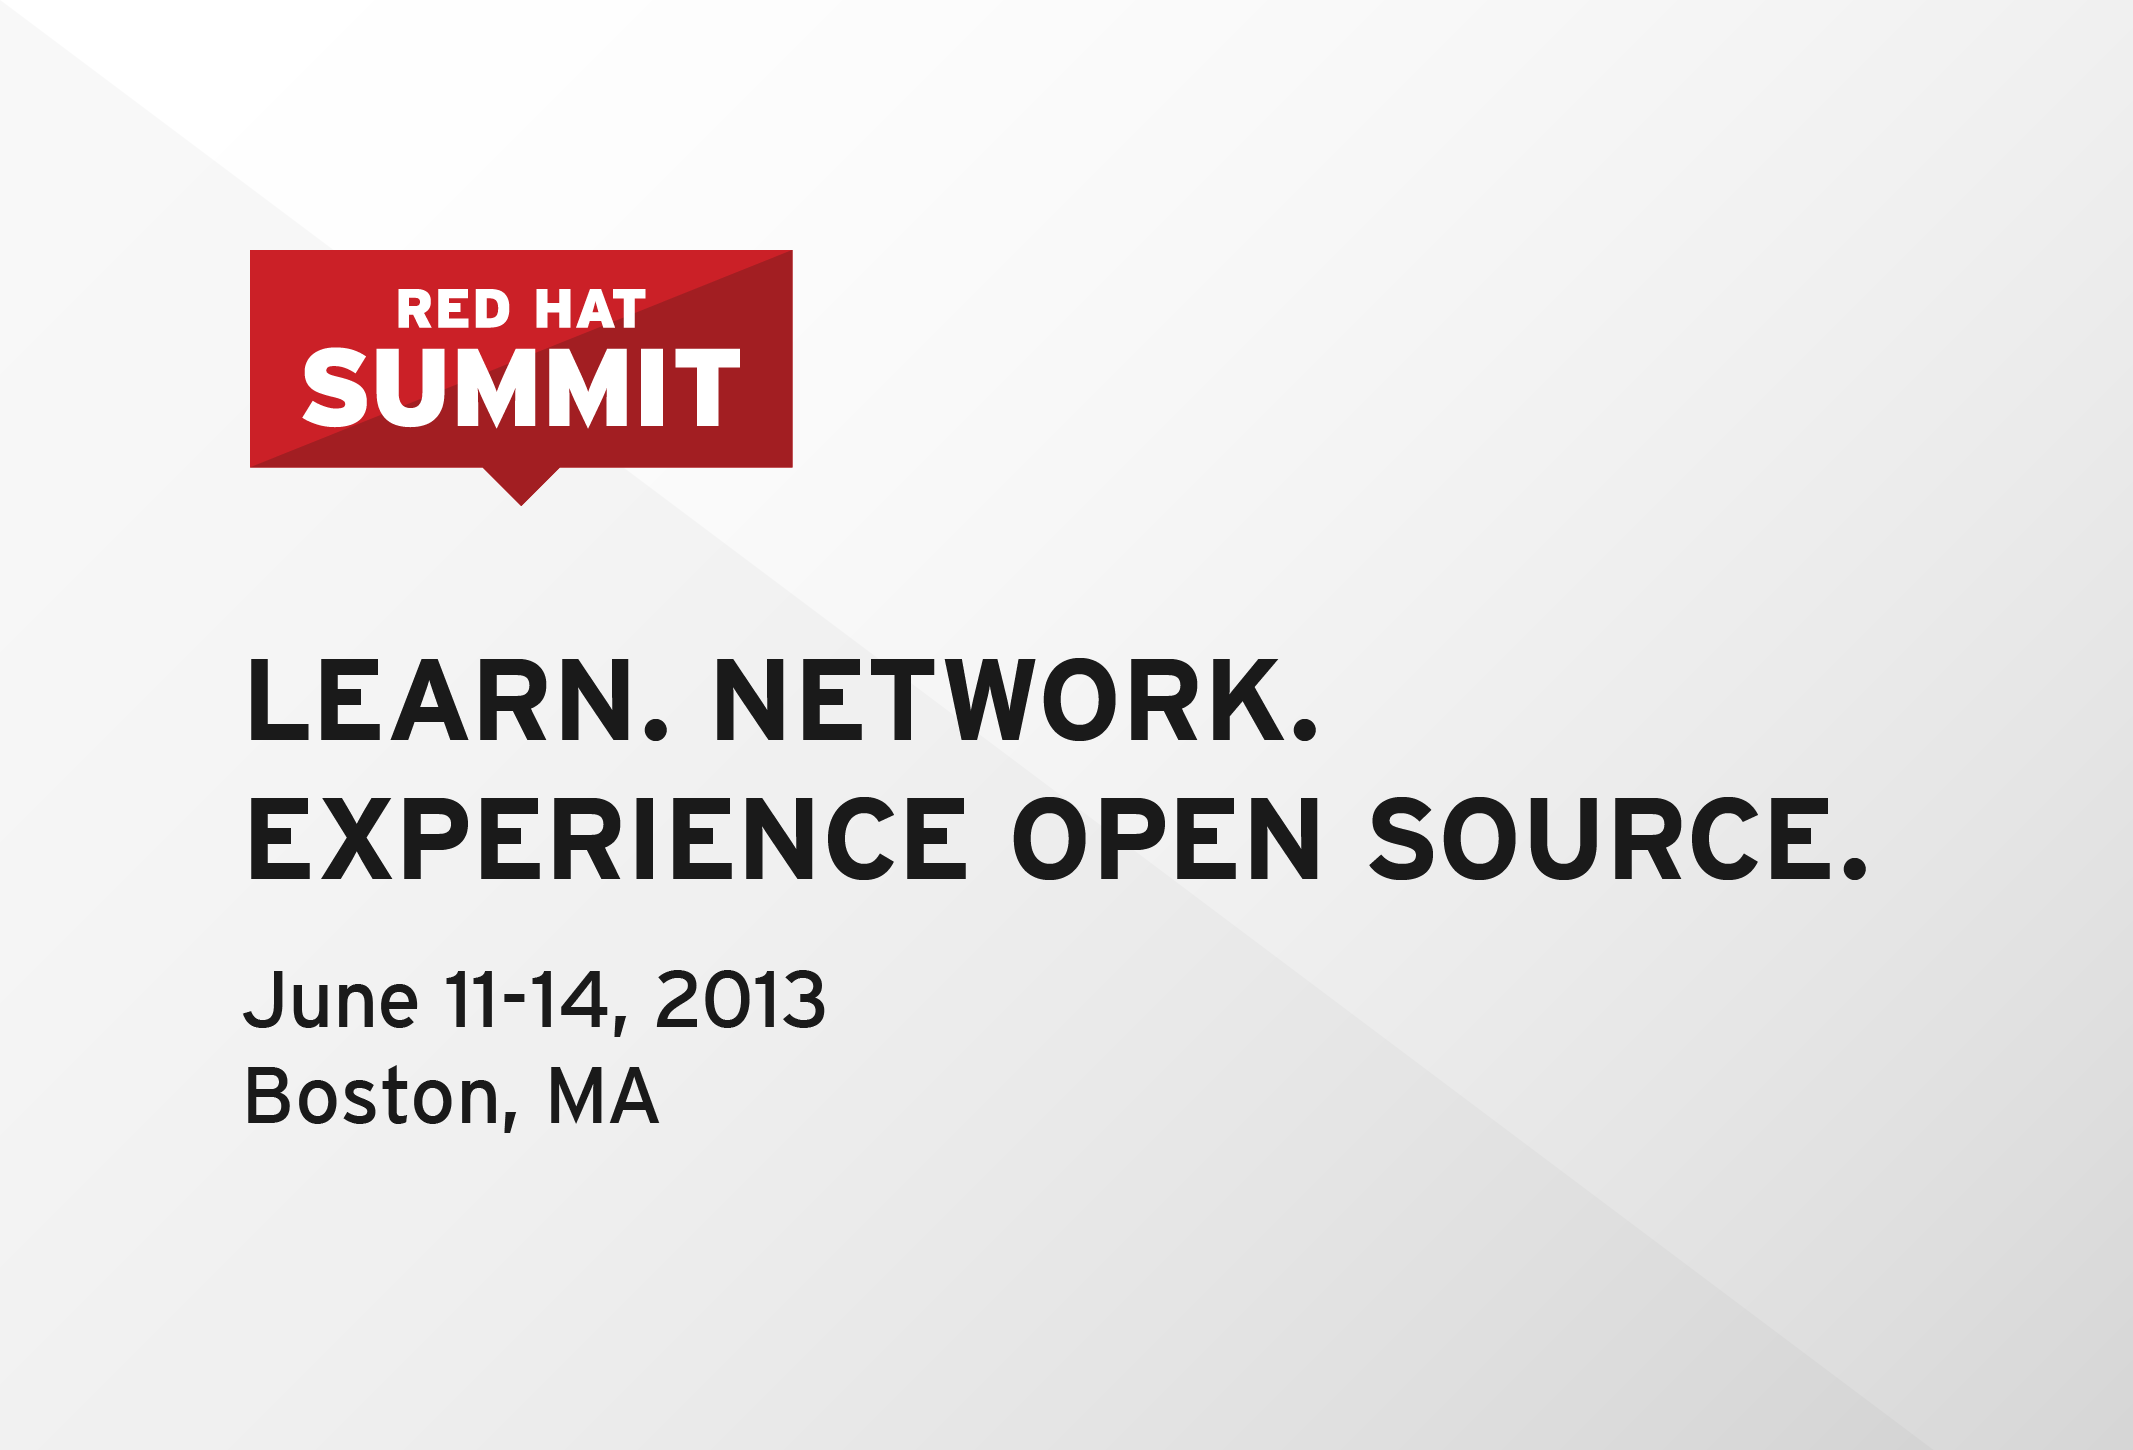 RED HAT
SUMMIT
LEARN. NETWORK.
EXPERIENCE OPEN SOURCE.
June 11-14, 2013
Boston, MA